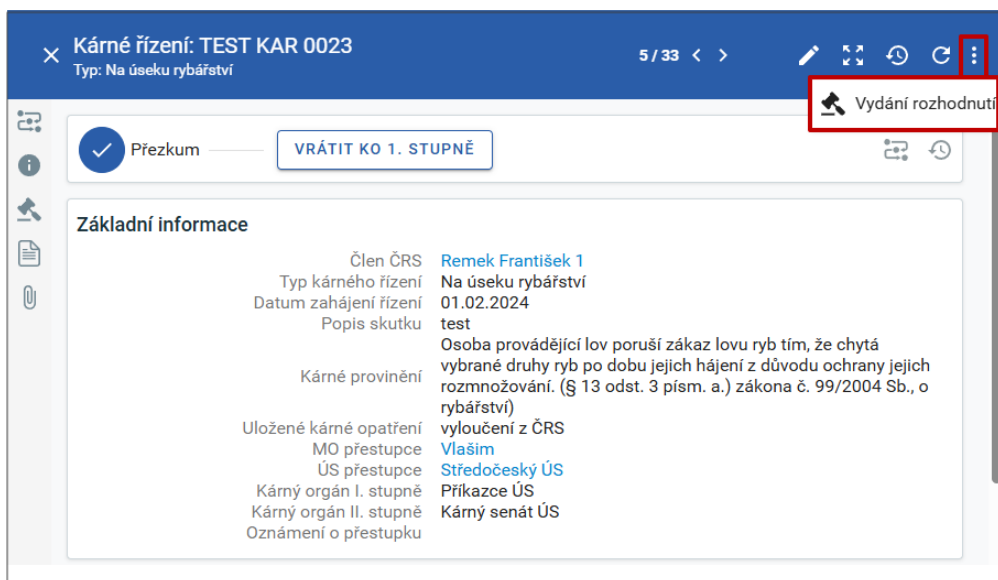 Kárné řízení: TEST KAR 0023
Typ: Na úseku rybářství
5 / 33
Vydání rozhodnutí
Přezkum
VRÁTIT KO 1. STUPNĚ
Základní informace
Člen ČRS Remek František 1
Typ kárného řízení Na úseku rybářství
Datum zahájení řízení 01.02.2024
Popis skutku test
Osoba provádějící lov poruší zákaz lovu ryb tím, že chytá
vybrané druhy ryb po dobu jejich hájení z důvodu ochrany jejich
Kárné provinění rozmnožování. (§ 13 odst. 3 písm. a.) zákona č. 99/2004 Sb., o
rybářství)
Uložené kárné opatření vyloučení z ČRS
MO přestupce Vlašim
ÚS přestupce Středočeský ÚS
Kárný orgán I. stupně Příkazce ÚS
Kárný orgán II. stupně Kárný senát ÚS
Oznámení o přestupku